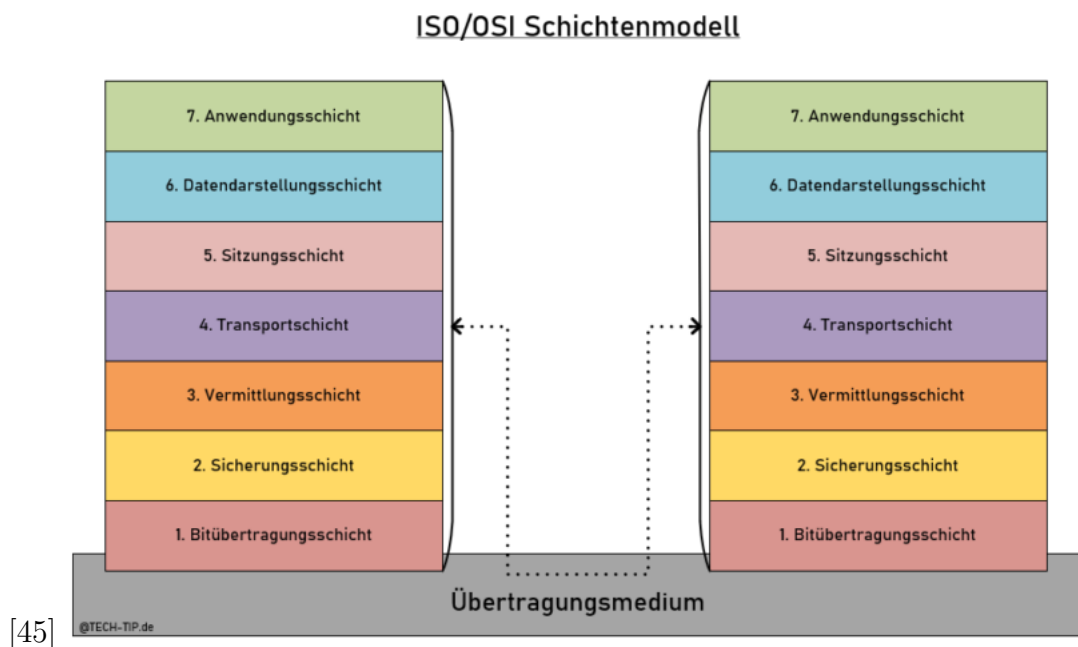 ISO/OSI Schichtenmodell
7. Anwendungsschicht
6. Datendarstellungsschicht
5. Sitzungsschicht
4. Transportschicht
3. Vermittlungsschicht
2. Sicherungsschicht
1. Bitübertragungsschicht
7. Anwendungsschicht
6. Datendarstellungsschicht
5. Sitzungsschicht
4. Transportschicht
3. Vermittlungsschicht
2. Sicherungsschicht
1. Bitübertragungsschicht
Übertragungsmedium
@TECH-TIP.de
[45]